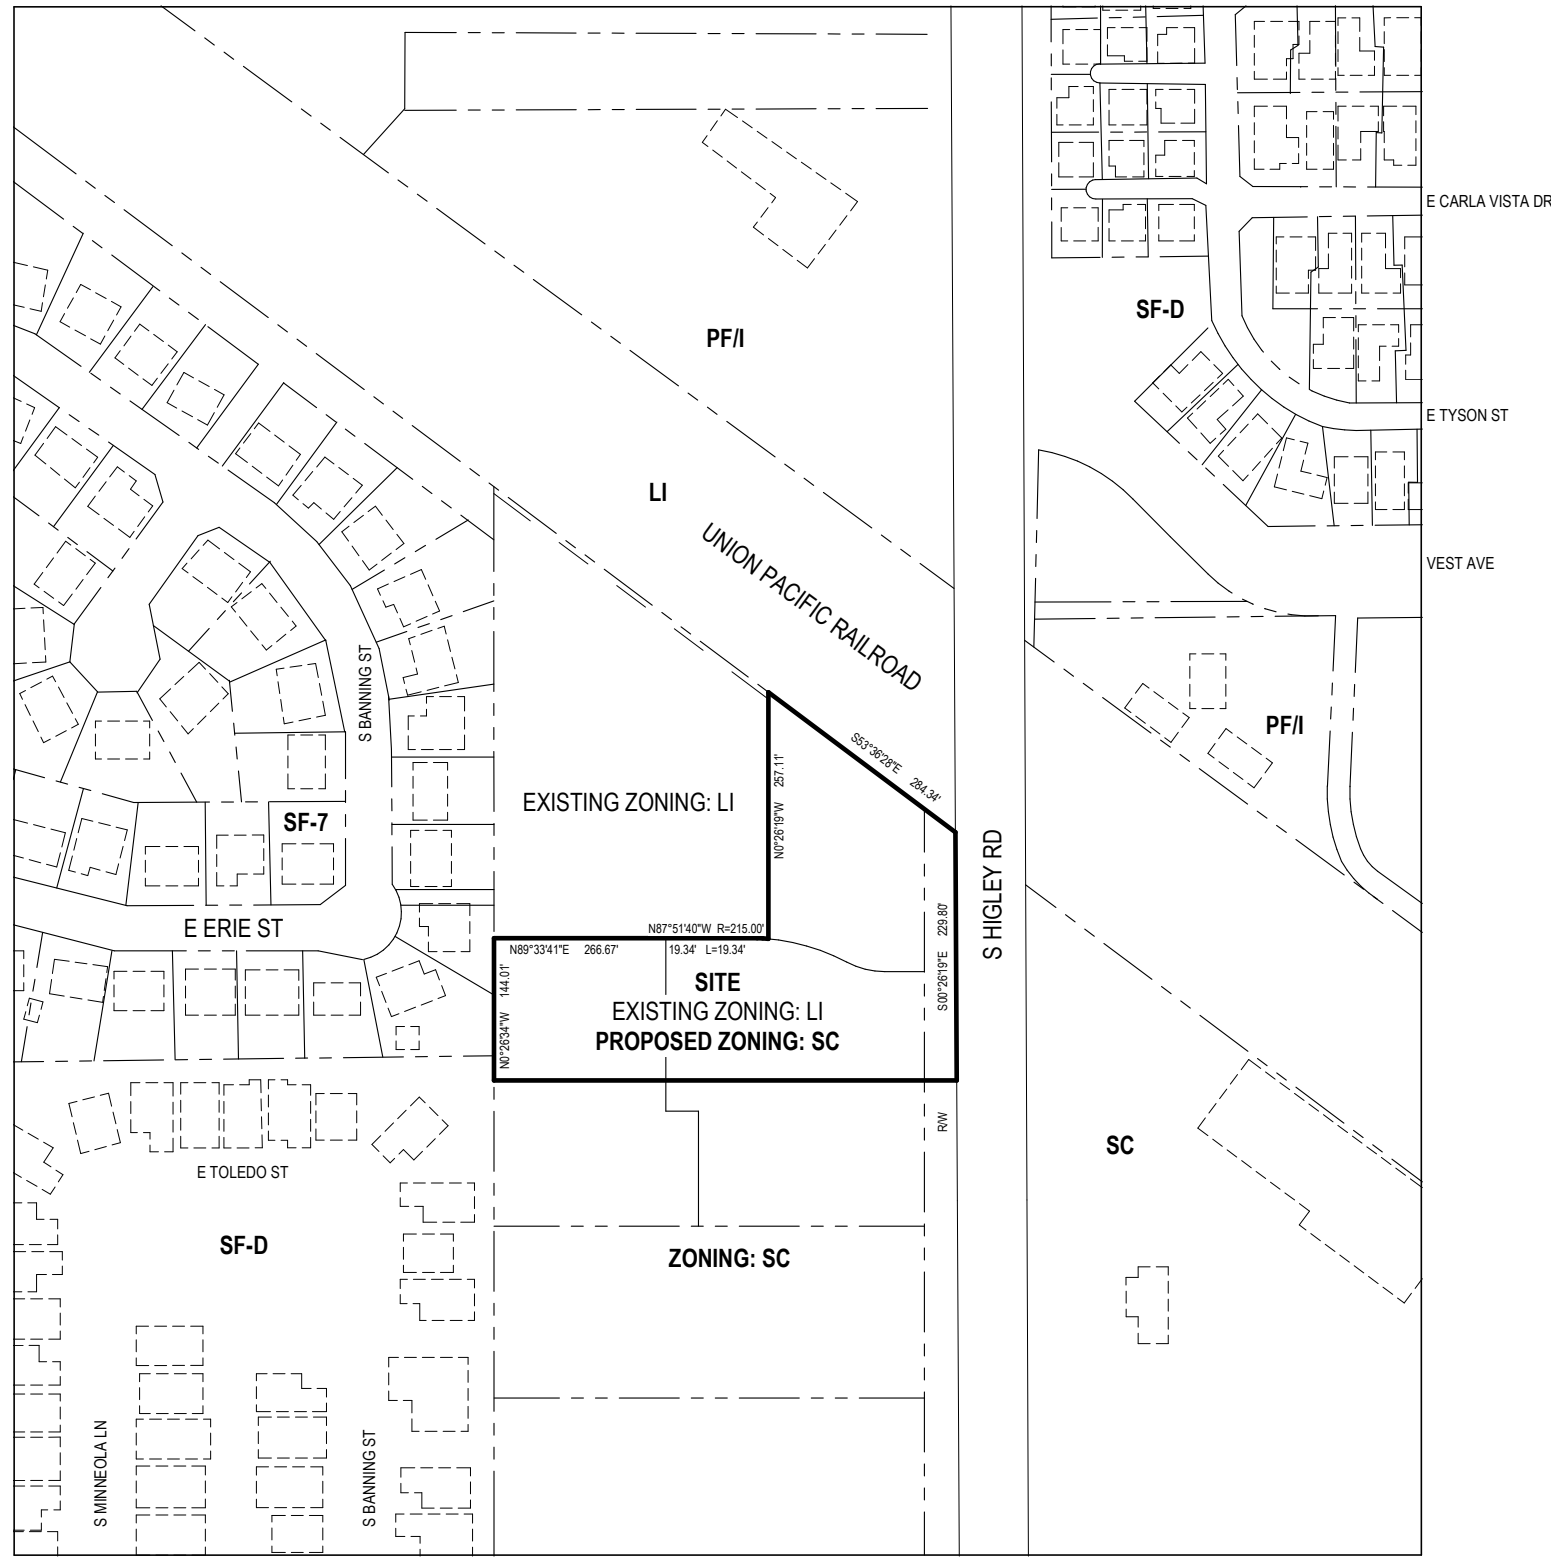 E CARLA VISTA DR
SF-D
PF/I
E TYSON ST
LI
UNION PACIFIC RAILROAD
VEST AVE
S BANNING ST
PF/I
S53°36'28"E 284.34'
N0°26'19"W 257.11'
EXISTING ZONING: LI
SF-7
S HIGLEY RD
E ERIE ST
N87°51'40"W R=215.00'
N89°33'41"E 266.67'
19.34' L=19.34'
S00°26'19"E 229.80'
N0°26'34"W 144.01'
SITE
EXISTING ZONING: LI
PROPOSED ZONING: SC
R/W
SC
E TOLEDO ST
SF-D
ZONING: SC
S MINNEOLA LN
S BANNING ST